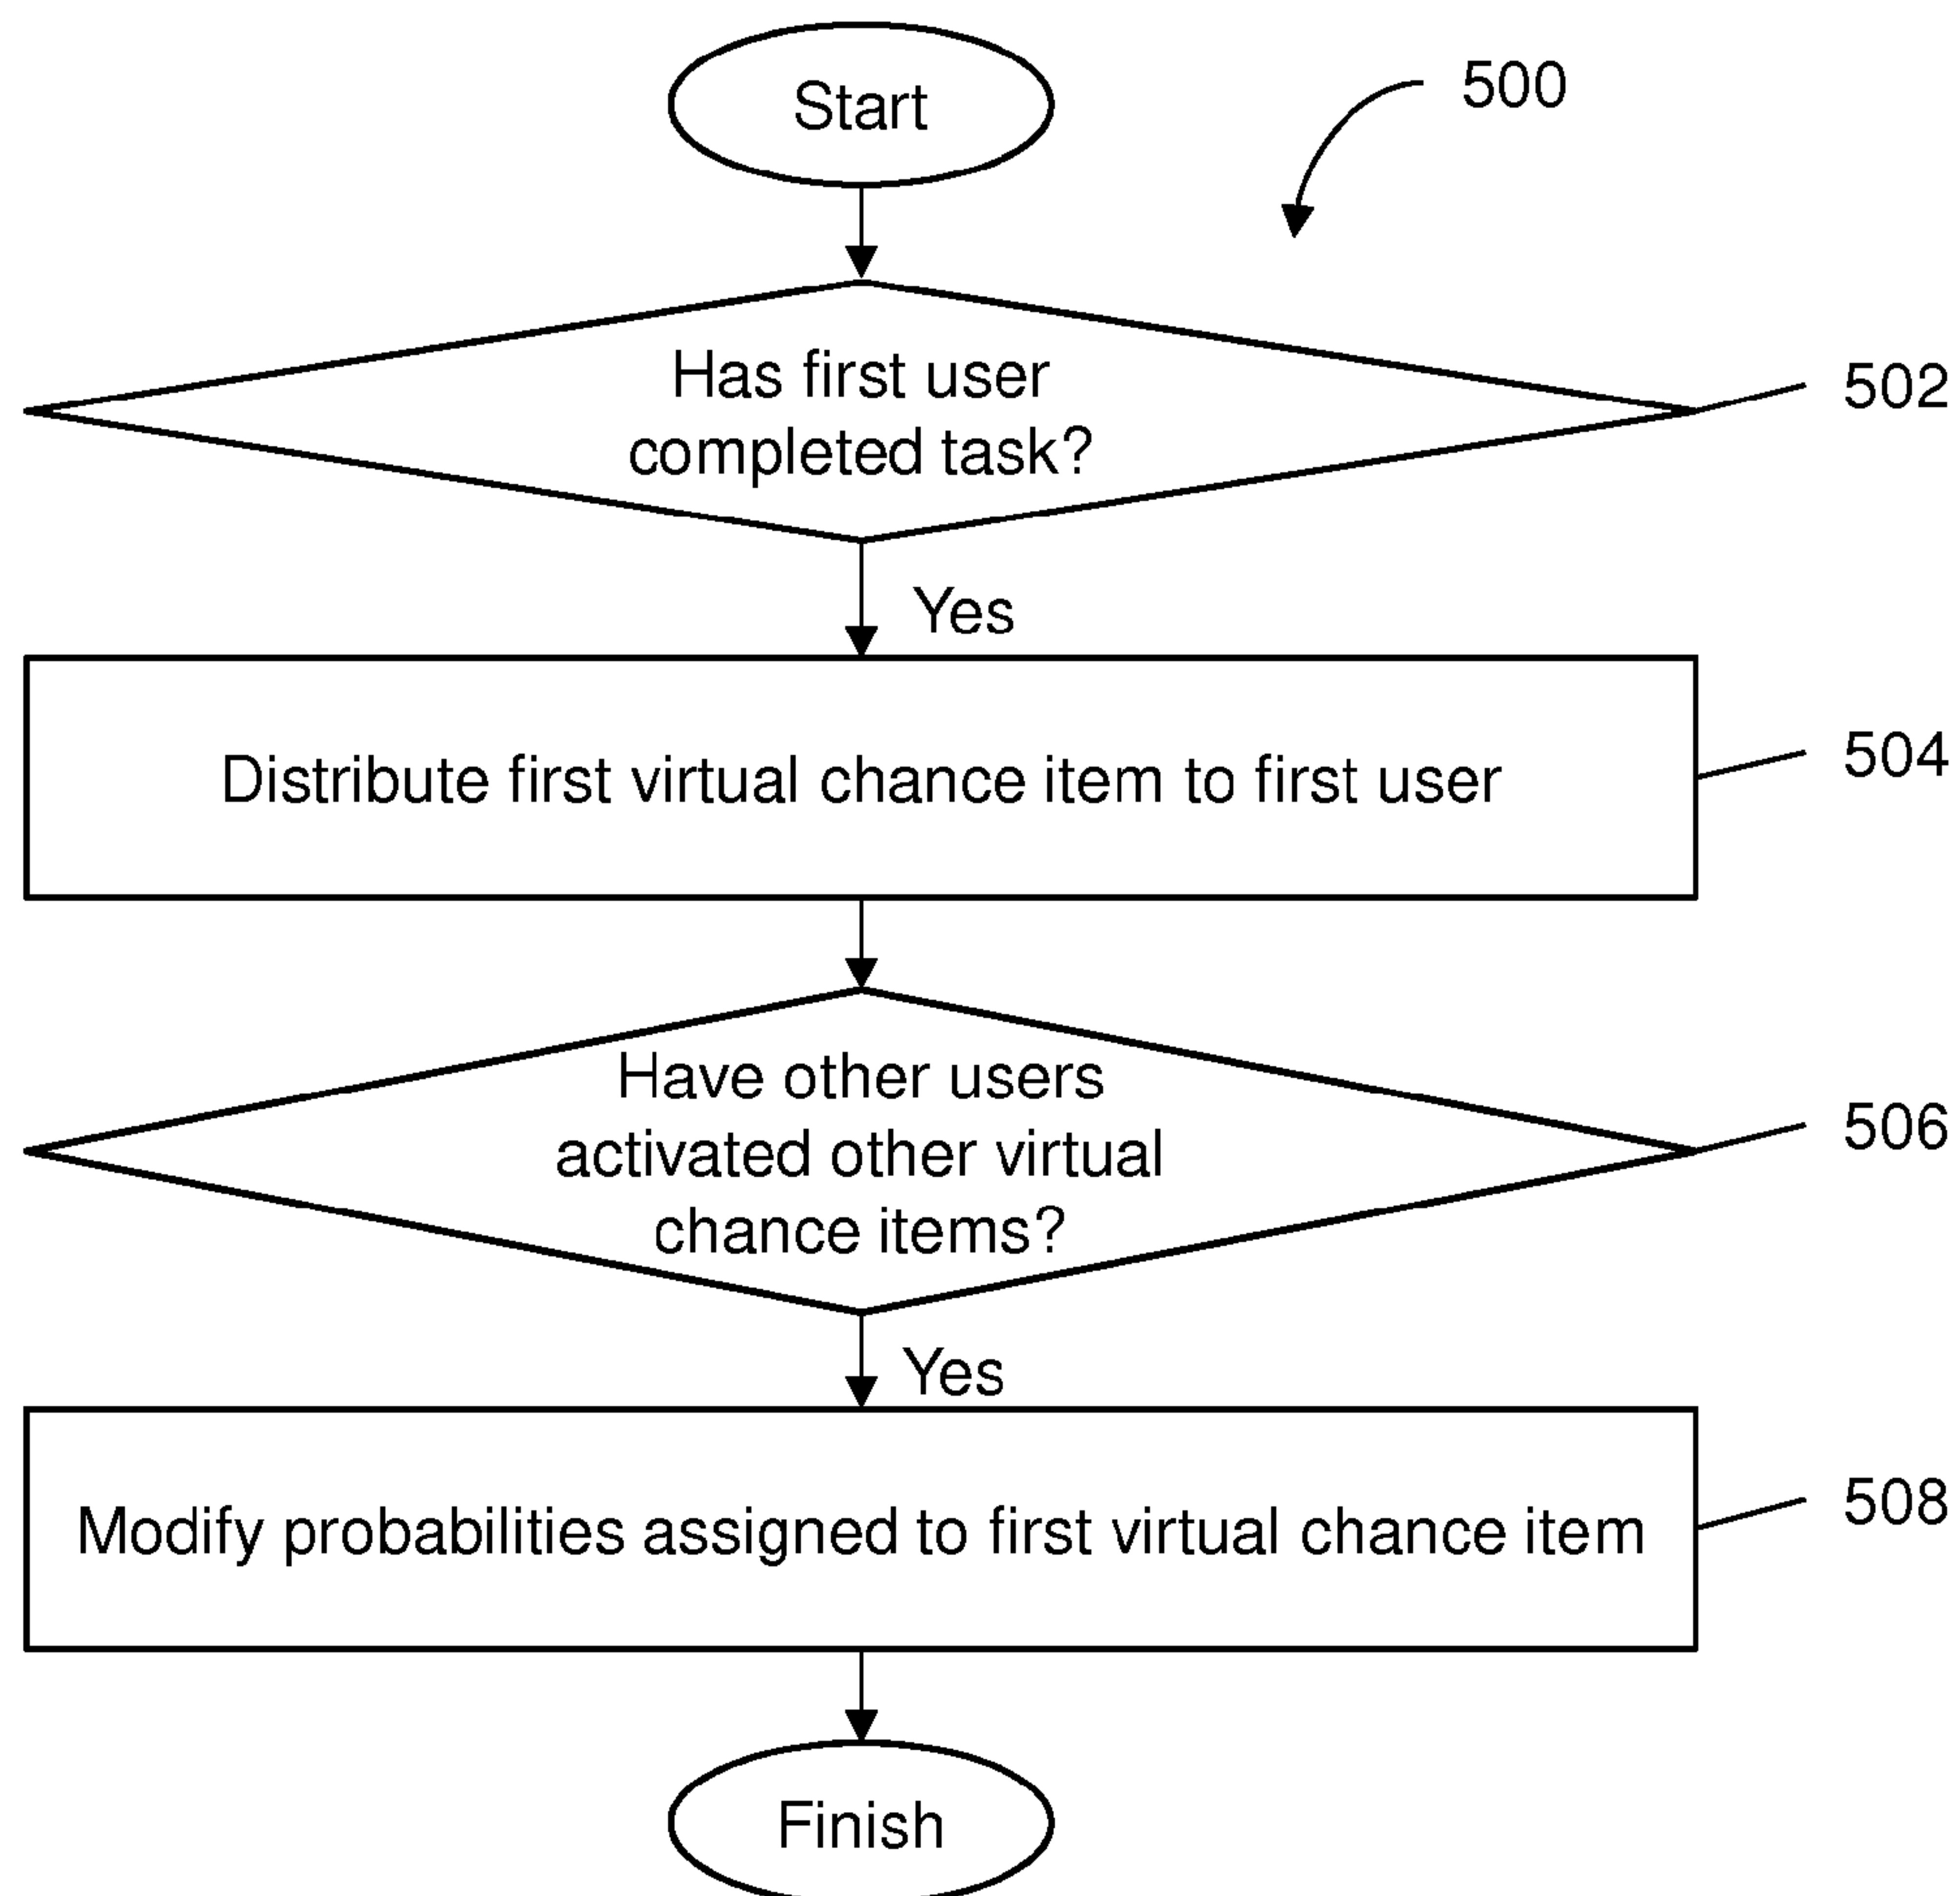 Start
500
Has first user
completed task?
502
Yes
Distribute first virtual chance item to first user
504
Have other users
activated other virtual
chance items?
506
Yes
Modify probabilities assigned to first virtual chance item
508
Finish